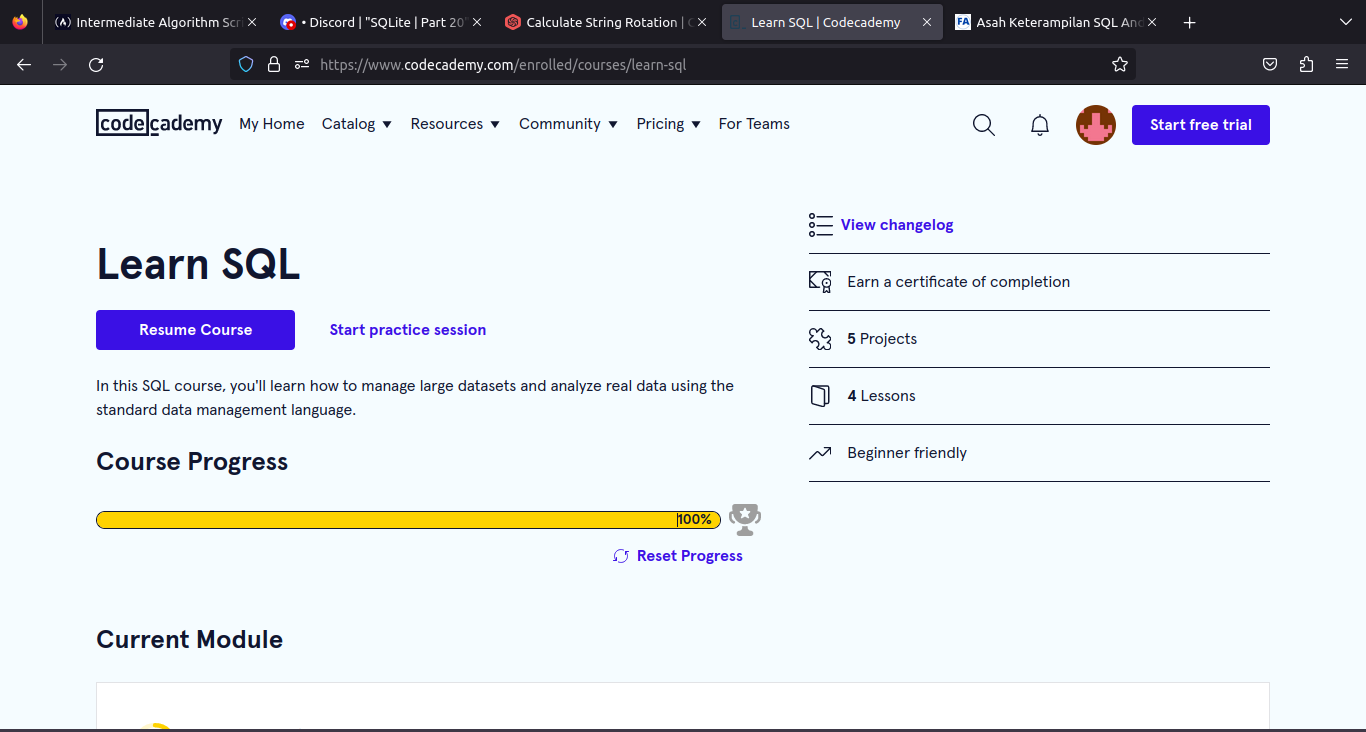 Intermediate Algorithm Scri
• Discord | "SQLite | Part 20"
Calculate String Rotation | C
Learn SQL | Codecademy
FA
Asah Keterampilan SQL And
https://www.codecademy.com/enrolled/courses/learn-sql
codecademy
My Home
Catalog
Resources
Community
Pricing
For Teams
Start free trial
Learn SQL
Resume Course
Start practice session
In this SQL course, you'll learn how to manage large datasets and analyze real data using the
standard data management language.
Course Progress
100%
Reset Progress
View changelog
Earn a certificate of completion
5 Projects
4 Lessons
Beginner friendly
Current Module